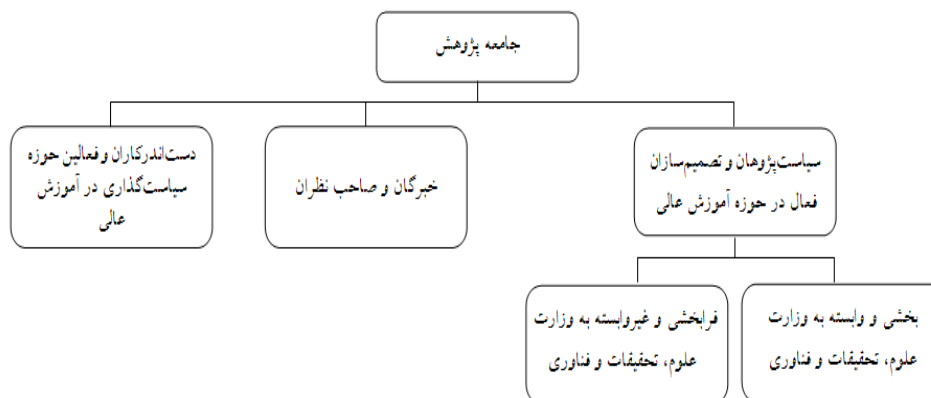 جامعه پژوهش
سیاست‌پژوهان و تصمیم‌سازان
فعال در حوزه آموزش عالی
خبرگان و صاحب نظران
دست‌اندرکاران و فعالین حوزه
سیاست‌گذاری در آموزش
عالی
بخشی و وابسته به وزارت
علوم، تحقیقات و فناوری
فرابخشی و غیروابسته به وزارت
علوم، تحقیقات و فناوری